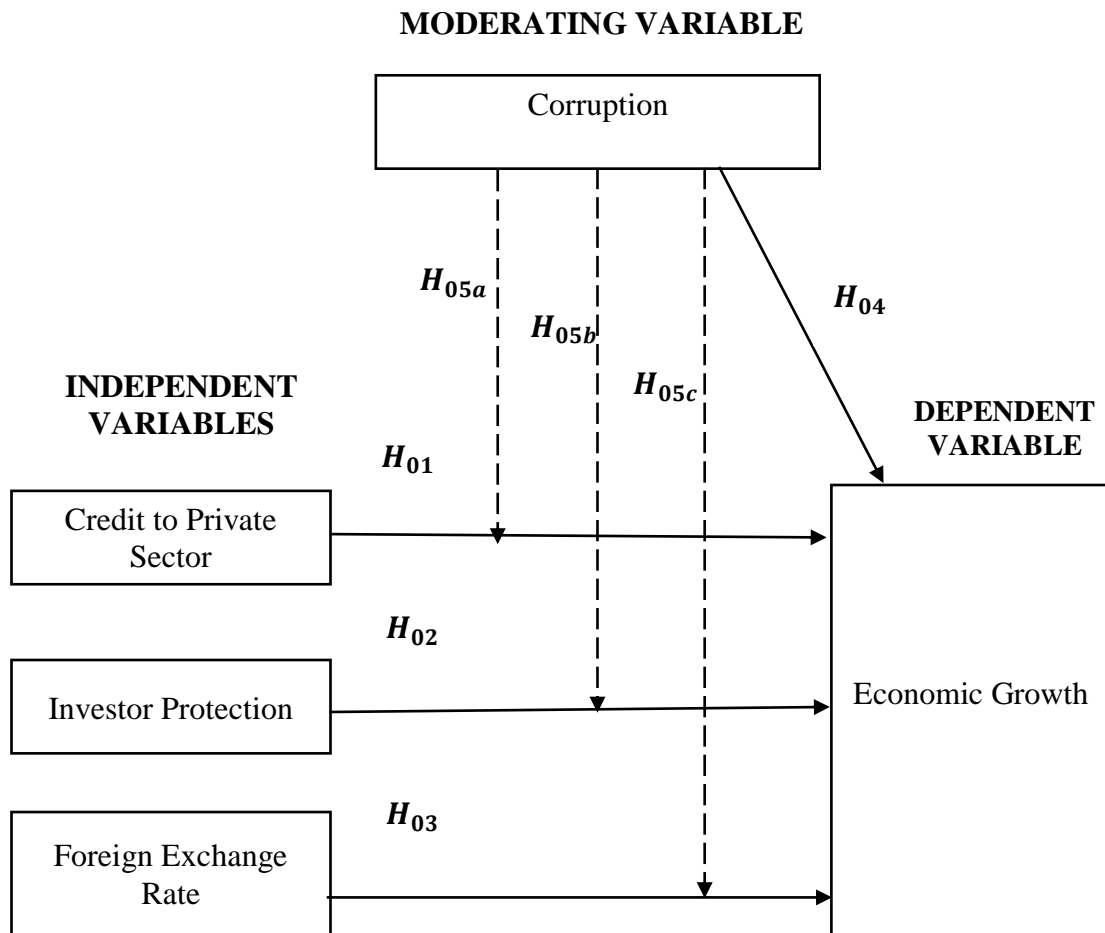 MODERATING VARIABLE
Corruption
H05a
H04
H05b
H05c
INDEPENDENT
VARIABLES
DEPENDENT
VARIABLE
H01
Credit to Private
Sector
H02
Investor Protection
Economic Growth
H03
Foreign Exchange
Rate